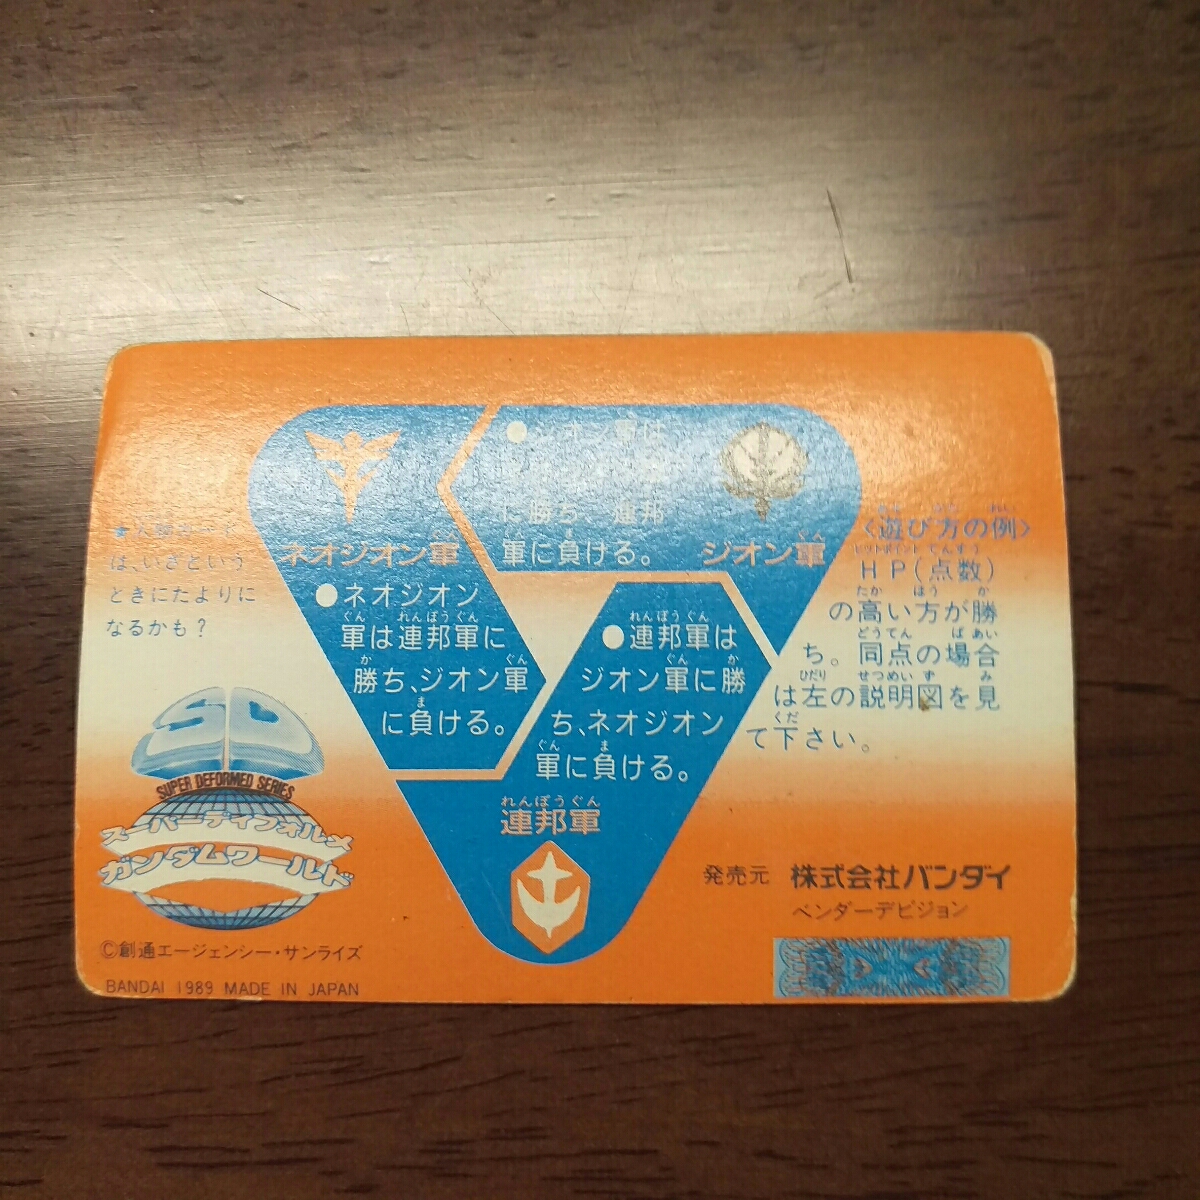 軍は
に勝ち 連邦
軍に負ける。
ネオジオン軍
ジオン軍
●ネオジオン
軍は連邦軍に
勝ち、ジオン軍
に負ける。
●連邦軍は
ジオン軍に勝
ち、ネオジオン
軍に負ける。
連邦軍
は、いざという
ときにたよりに
なるかも?
〈遊び方の例〉
HP(点数)
の高い方が勝
ち。同点の場合
は左の説明図を見
て下さい。
SD
SUPER DEFORMED SERIES
スーパーディフォルメ
ガンダムワールド
©創通エージェンシー・サンライズ
BANDAI 1989 MADE IN JAPAN
発売元 株式会社バンダイ
ベンダーデビジョン